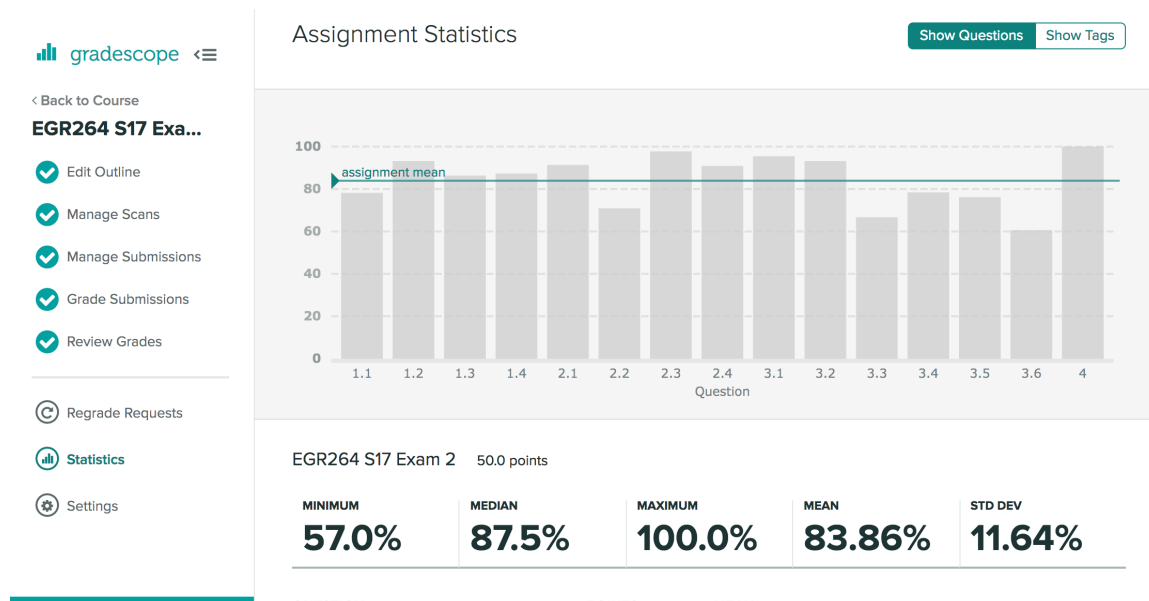 gradescope
Back to Course
EGR264 S17 Exa...
Edit Outline
Manage Scans
Manage Submissions
Grade Submissions
Review Grades
Regrade Requests
Statistics
Settings
Assignment Statistics
Show Questions Show Tags
100
80
60
40
20
0
assignment mean
1.1 1.2 1.3 1.4 2.1 2.2 2.3 2.4 3.1 3.2 3.3 3.4 3.5 3.6 4
Question
EGR264 S17 Exam 2 50.0 points
MINIMUM MEDIAN MAXIMUM MEAN STD DEV
57.0% 87.5% 100.0% 83.86% 11.64%